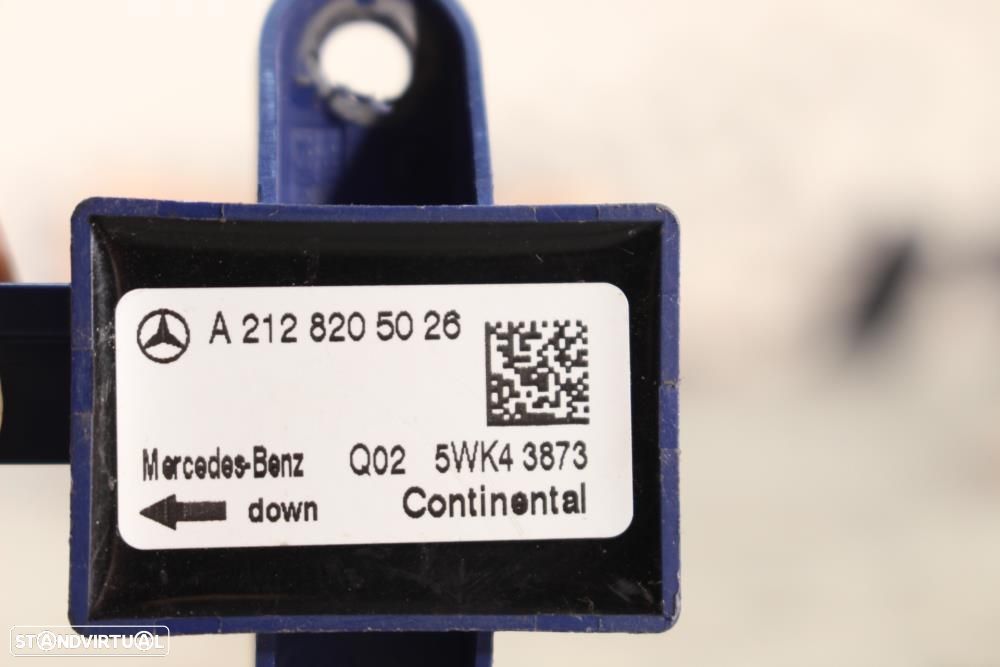 A 212 820 50 26
Mercedes-Benz Q02 5WK4 3873
down Continental
STANDVIRTUAL